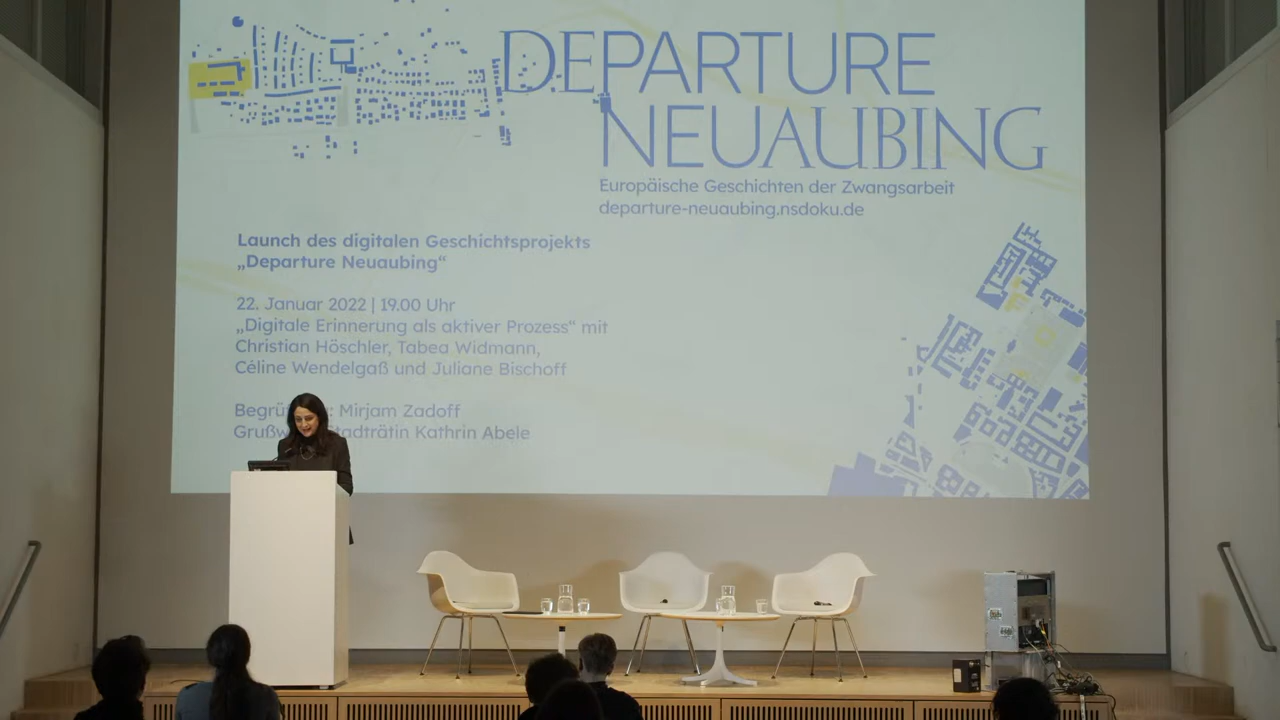 DEPARTURE
NEUAUBING
Europäische Geschichten der Zwangsarbeit
departure-neuaubing.nsdoku.de
Launch des digitalen Geschichtsprojekts
„Departure Neuaubing“
22. Januar 2022 | 19.00 Uhr
„Digitale Erinnerung als aktiver Prozess“ mit
Christian Höschler, Tabea Widmann,
Céline Wendelgaß und Juliane Bischoff
Mirjam Zadoff
Kathrin Abele